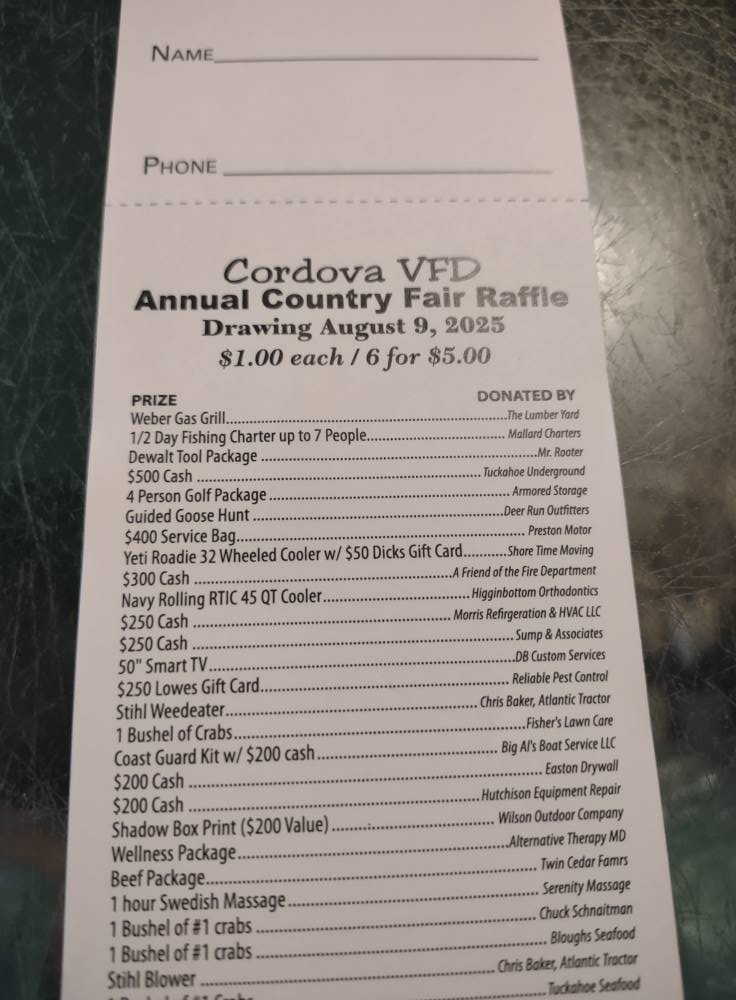 NAME
PHONE
Cordova VFD
Annual Country Fair Raffle
Drawing August 9, 2025
$1.00 each / 6 for $5.00
PRIZE DONATED BY
Weber Gas Grill The Lumber Yard
1/2 Day Fishing Charter up to 7 People Mallard Charters
Dewalt Tool Package Mr. Rooter
$500 Cash Tuckahoe Underground
4 Person Golf Package Armored Storage
Guided Goose Hunt Deer Run Outfitters
$400 Service Bag Preston Motor
Yeti Roadie 32 Wheeled Cooler w/ $50 Dicks Gift Card Shore Time Moving
$300 Cash A Friend of the Fire Department
Navy Rolling RTIC 45 QT Cooler Higginbottom Orthodontics
$250 Cash Morris Refirgeration & HVAC LLC
$250 Cash Sump & Associates
50" Smart TV DB Custom Services
$250 Lowes Gift Card Reliable Pest Control
Stihl Weedeater Chris Baker, Atlantic Tractor
1 Bushel of Crabs Fisher's Lawn Care
Coast Guard Kit w/ $200 cash Big Al's Boat Service LLC
$200 Cash Easton Drywall
$200 Cash Hutchison Equipment Repair
Shadow Box Print ($200 Value) Wilson Outdoor Company
Wellness Package Alternative Therapy MD
Beef Package Twin Cedar Famrs
1 hour Swedish Massage Serenity Massage
1 Bushel of #1 crabs Chuck Schnaitman
1 Bushel of #1 crabs Bloughs Seafood
Stihl Blower Chris Baker, Atlantic Tractor
1 Bushel of #1 Crabs Tuckahoe Seafood